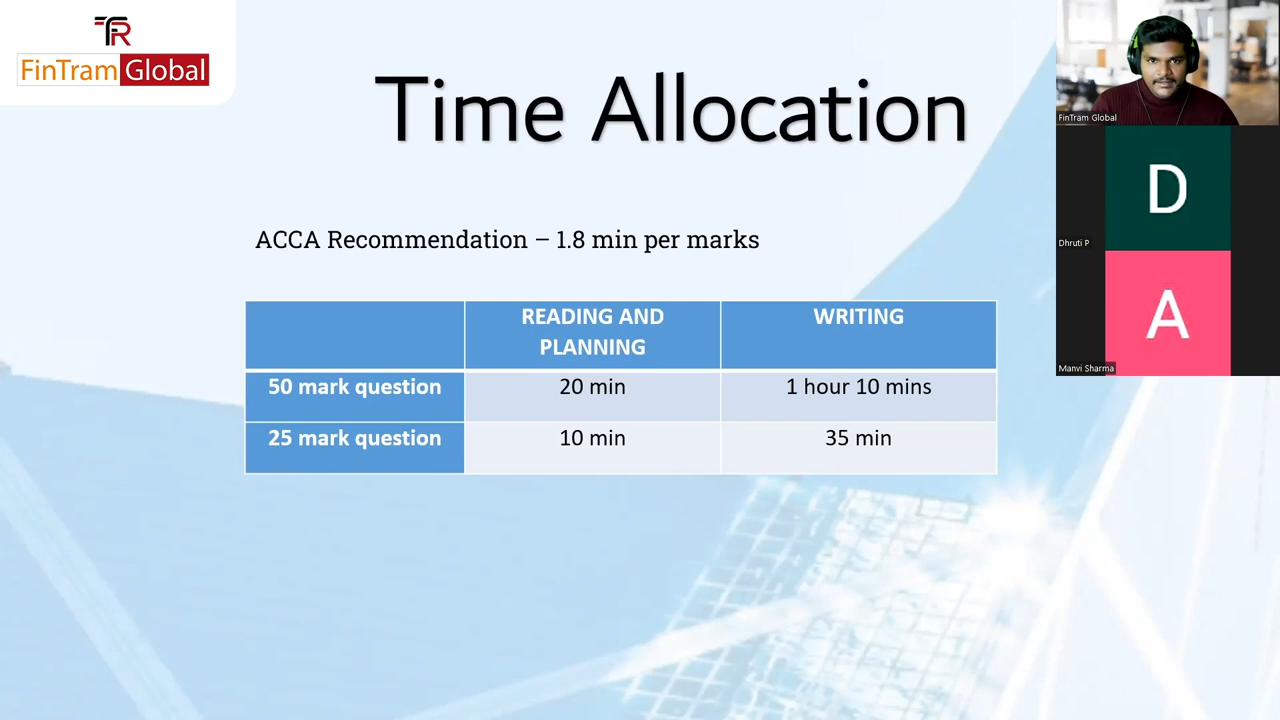 TR
FinTram Global
Time Allocation
ACCA Recommendation – 1.8 min per marks
READING AND
PLANNING
WRITING
50 mark question
20 min
1 hour 10 mins
25 mark question
10 min
35 min
FinTram Global
D
Dhruti P
A
Manvi Sharma